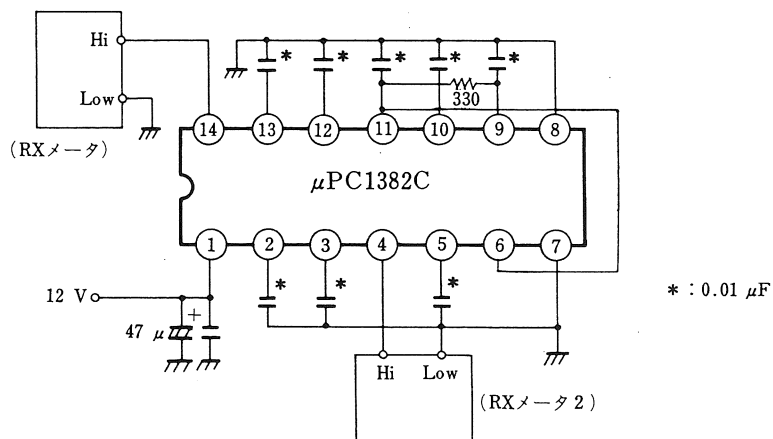 Hi
Low
(RXメータ)
* * * * *
330
14 13 12 11 10 9 8
μPC1382C
1 2 3 4 5 6 7
12 V
+
47 μ
* * *
* : 0.01 μF
Hi Low
(RXメータ2)